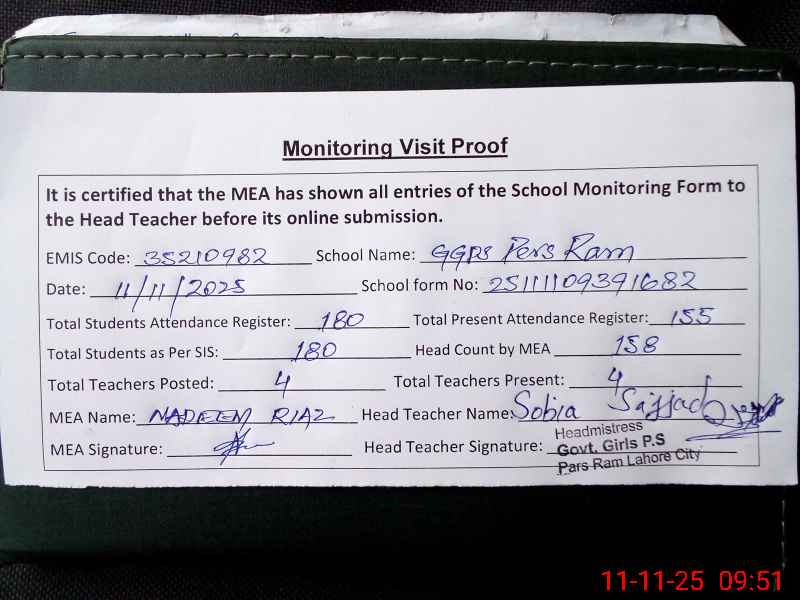 Monitoring Visit Proof
It is certified that the MEA has shown all entries of the School Monitoring Form to
the Head Teacher before its online submission.
EMIS Code: 35210982 School Name: GGPS Pers Ram
Date: 11/11/2025 School form No: 25111109391682
Total Students Attendance Register: 180 Total Present Attendance Register: 155
Total Students as Per SIS: 180 Head Count by MEA 158
Total Teachers Posted: 4 Total Teachers Present: 4
MEA Name: NADEEM RIAZ Head Teacher Name: Sobia Sajjad
MEA Signature: Head Teacher Signature:
Headmistress
Govt. Girls P.S
Pars Ram Lahore City
11-11-25 09:51